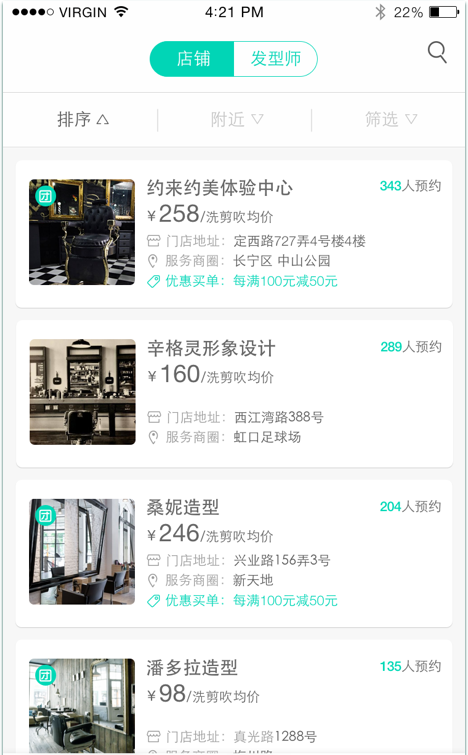 VIRGIN 4:21 PM 22%
店铺 发型师
排序 附近 筛选
团
约来约美体验中心 343人预约
¥258/洗剪吹均价
门店地址：定西路727弄4号楼4楼
服务商圈：长宁区 中山公园
优惠买单：每满100元减50元
辛格灵形象设计 289人预约
¥160/洗剪吹均价
门店地址：西江湾路388号
服务商圈：虹口足球场
团
桑妮造型 204人预约
¥246/洗剪吹均价
门店地址：兴业路156弄3号
服务商圈：新天地
优惠买单：每满100元减50元
团
潘多拉造型 135人预约
¥98/洗剪吹均价
门店地址：真光路1288号
服务商圈：